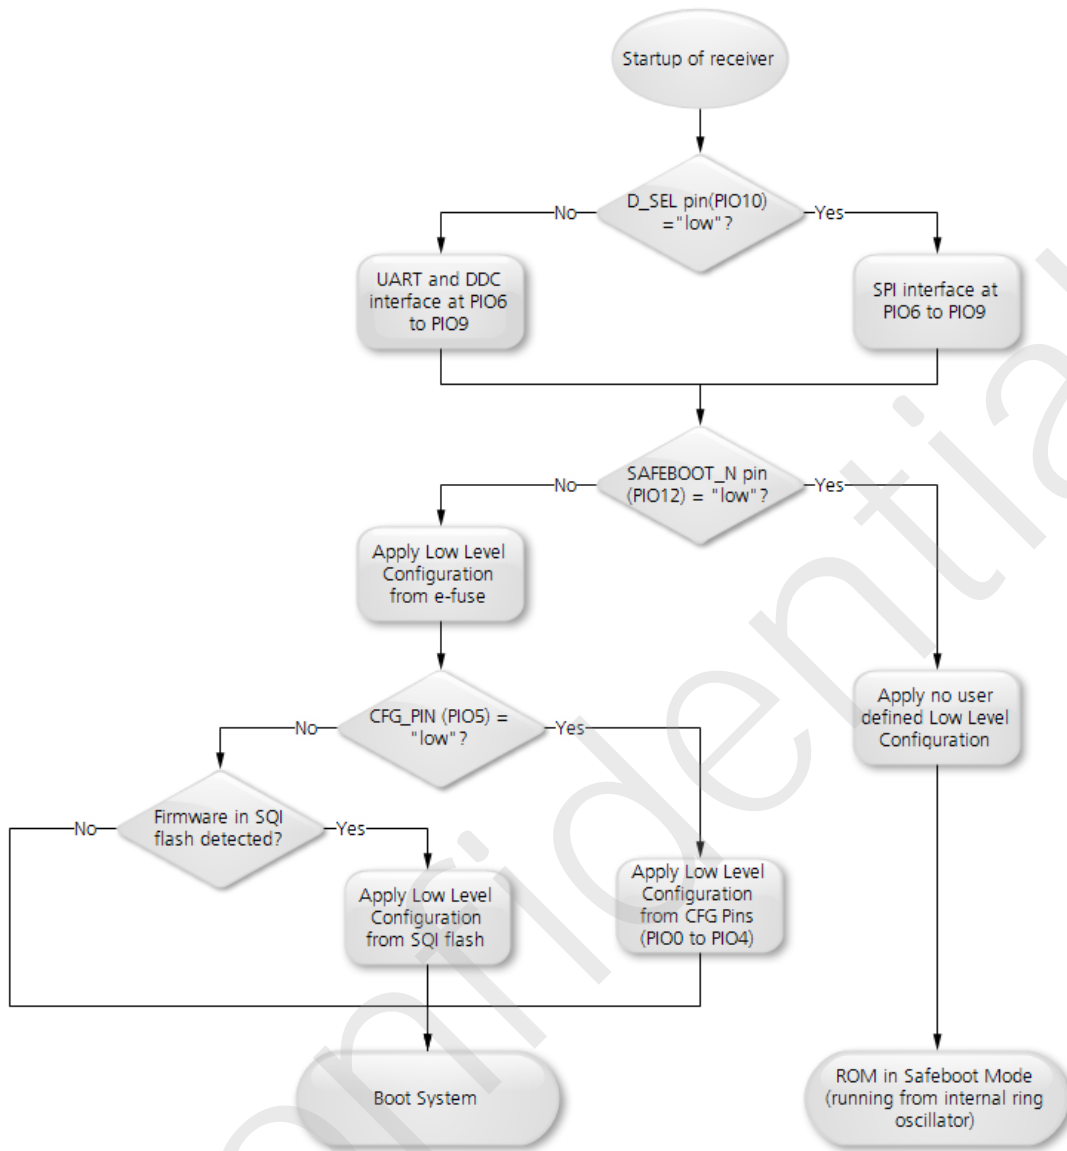 Startup of receiver
D_SEL pin(PIO10)
="low"?
No
Yes
UART and DDC
interface at PIO6
to PIO9
SPI interface at
PIO6 to PIO9
SAFEBOOT_N pin
(PIO12) = "low"?
No
Yes
Apply Low Level
Configuration
from e-fuse
CFG_PIN (PIO5) =
"low"?
No
Yes
Apply no user
defined Low Level
Configuration
Firmware in SQI
flash detected?
No
Yes
Apply Low Level
Configuration
from SQI flash
Apply Low Level
Configuration
from CFG Pins
(PIO0 to PIO4)
Boot System
ROM in Safeboot Mode
(running from internal ring
oscillator)
onfidential